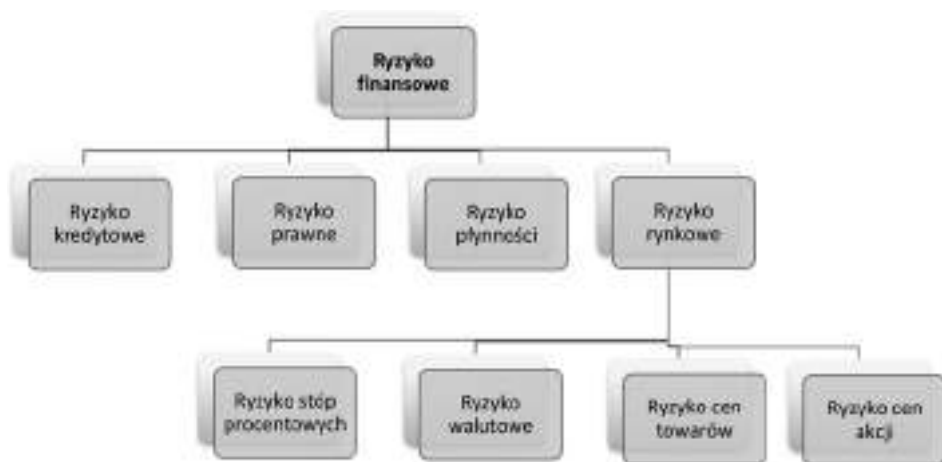 Ryzyko
finansowe
Ryzyko
kredytowe
Ryzyko
prawne
Ryzyko
płynności
Ryzyko
rynkowe
Ryzyko stóp
procentowych
Ryzyko
walutowe
Ryzyko cen
towarów
Ryzyko cen
akcji